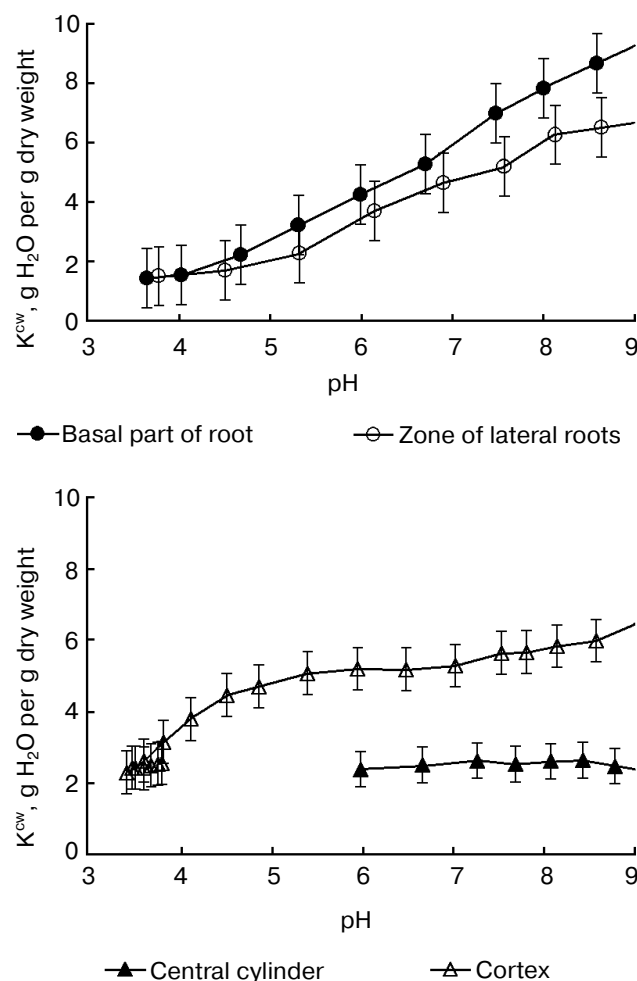 10
8
6
4
2
0
K^cw, g H₂O per g dry weight
3 4 5 6 7 8 9
pH
Basal part of root Zone of lateral roots
10
8
6
4
2
0
K^cw, g H₂O per g dry weight
3 4 5 6 7 8 9
pH
Central cylinder Cortex